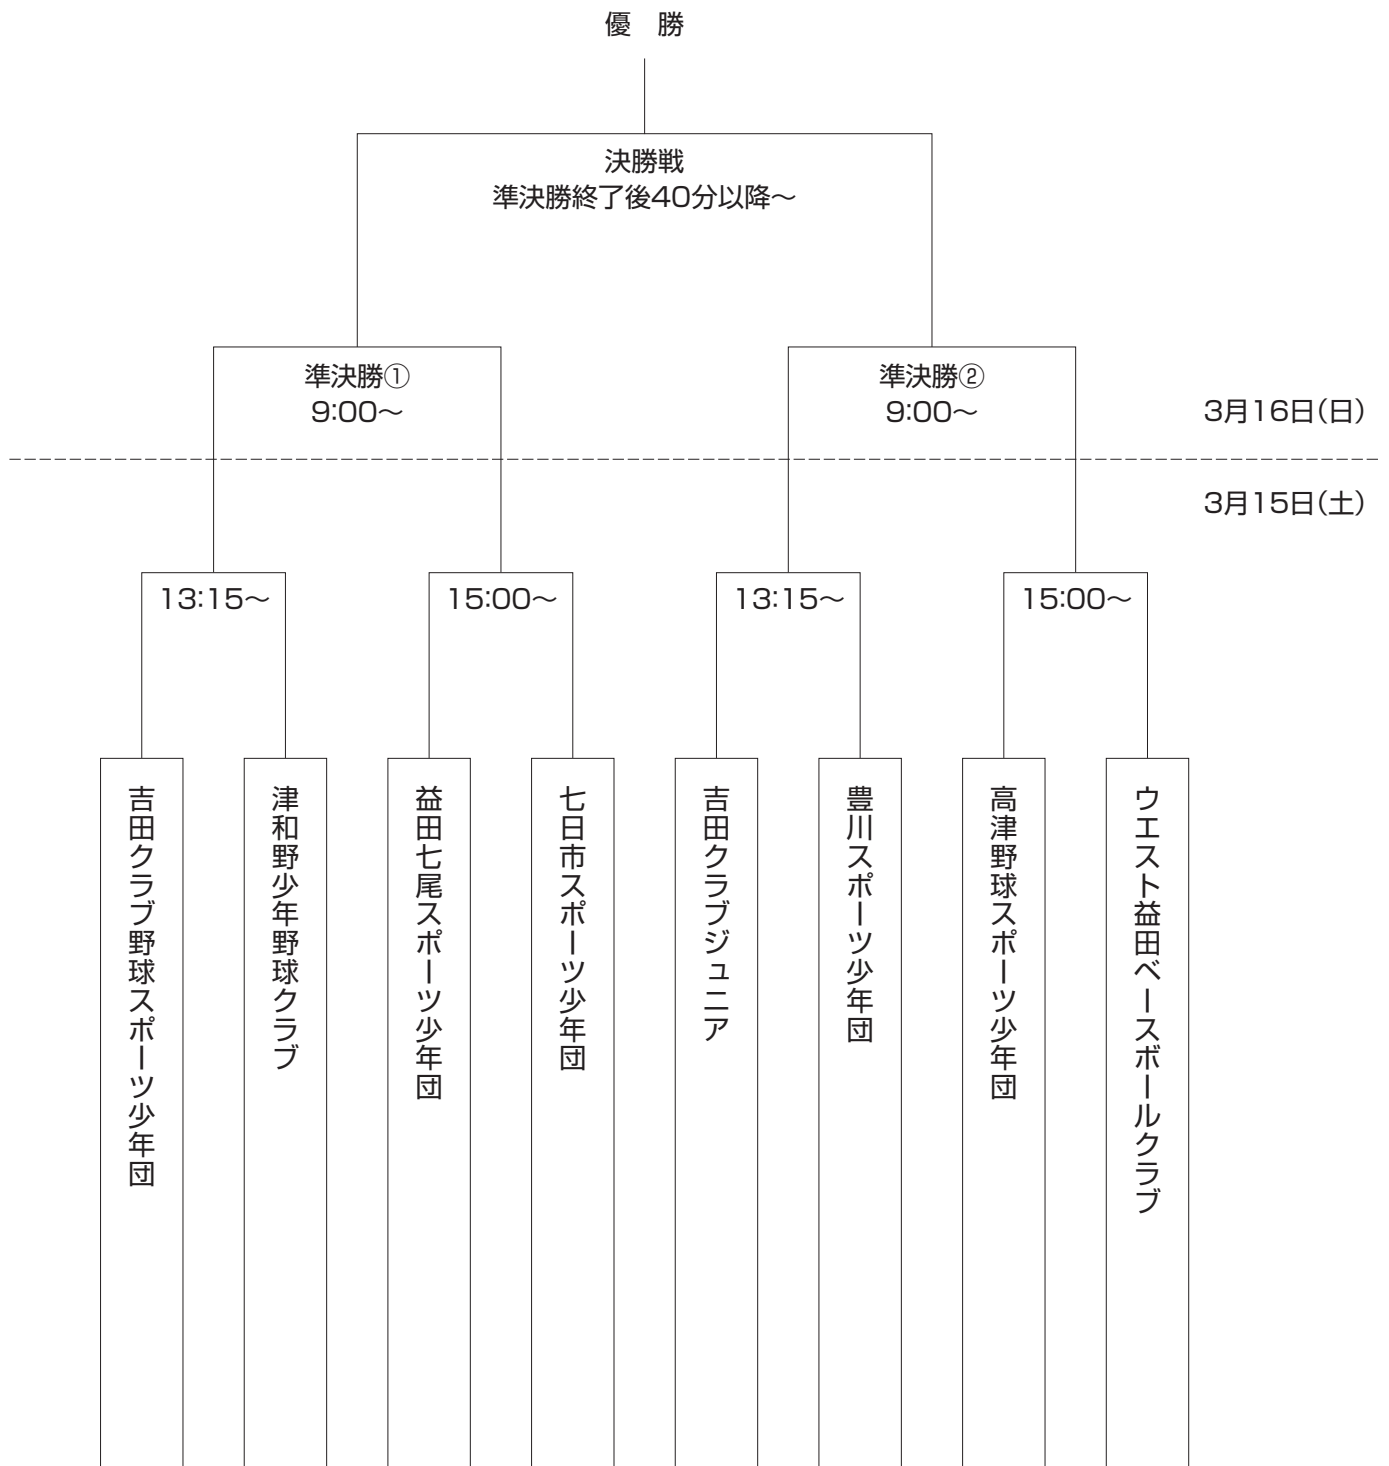 優　勝
決勝戦
準決勝終了後40分以降〜
準決勝①
9:00〜
準決勝②
9:00〜
3月16日(日)
3月15日(土)
13:15〜
15:00〜
13:15〜
15:00〜
吉田クラブ野球スポーツ少年団
津和野少年野球クラブ
益田七尾スポーツ少年団
七日市スポーツ少年団
吉田クラブジュニア
豊川スポーツ少年団
高津野球スポーツ少年団
ウエスト益田ベースボールクラブ